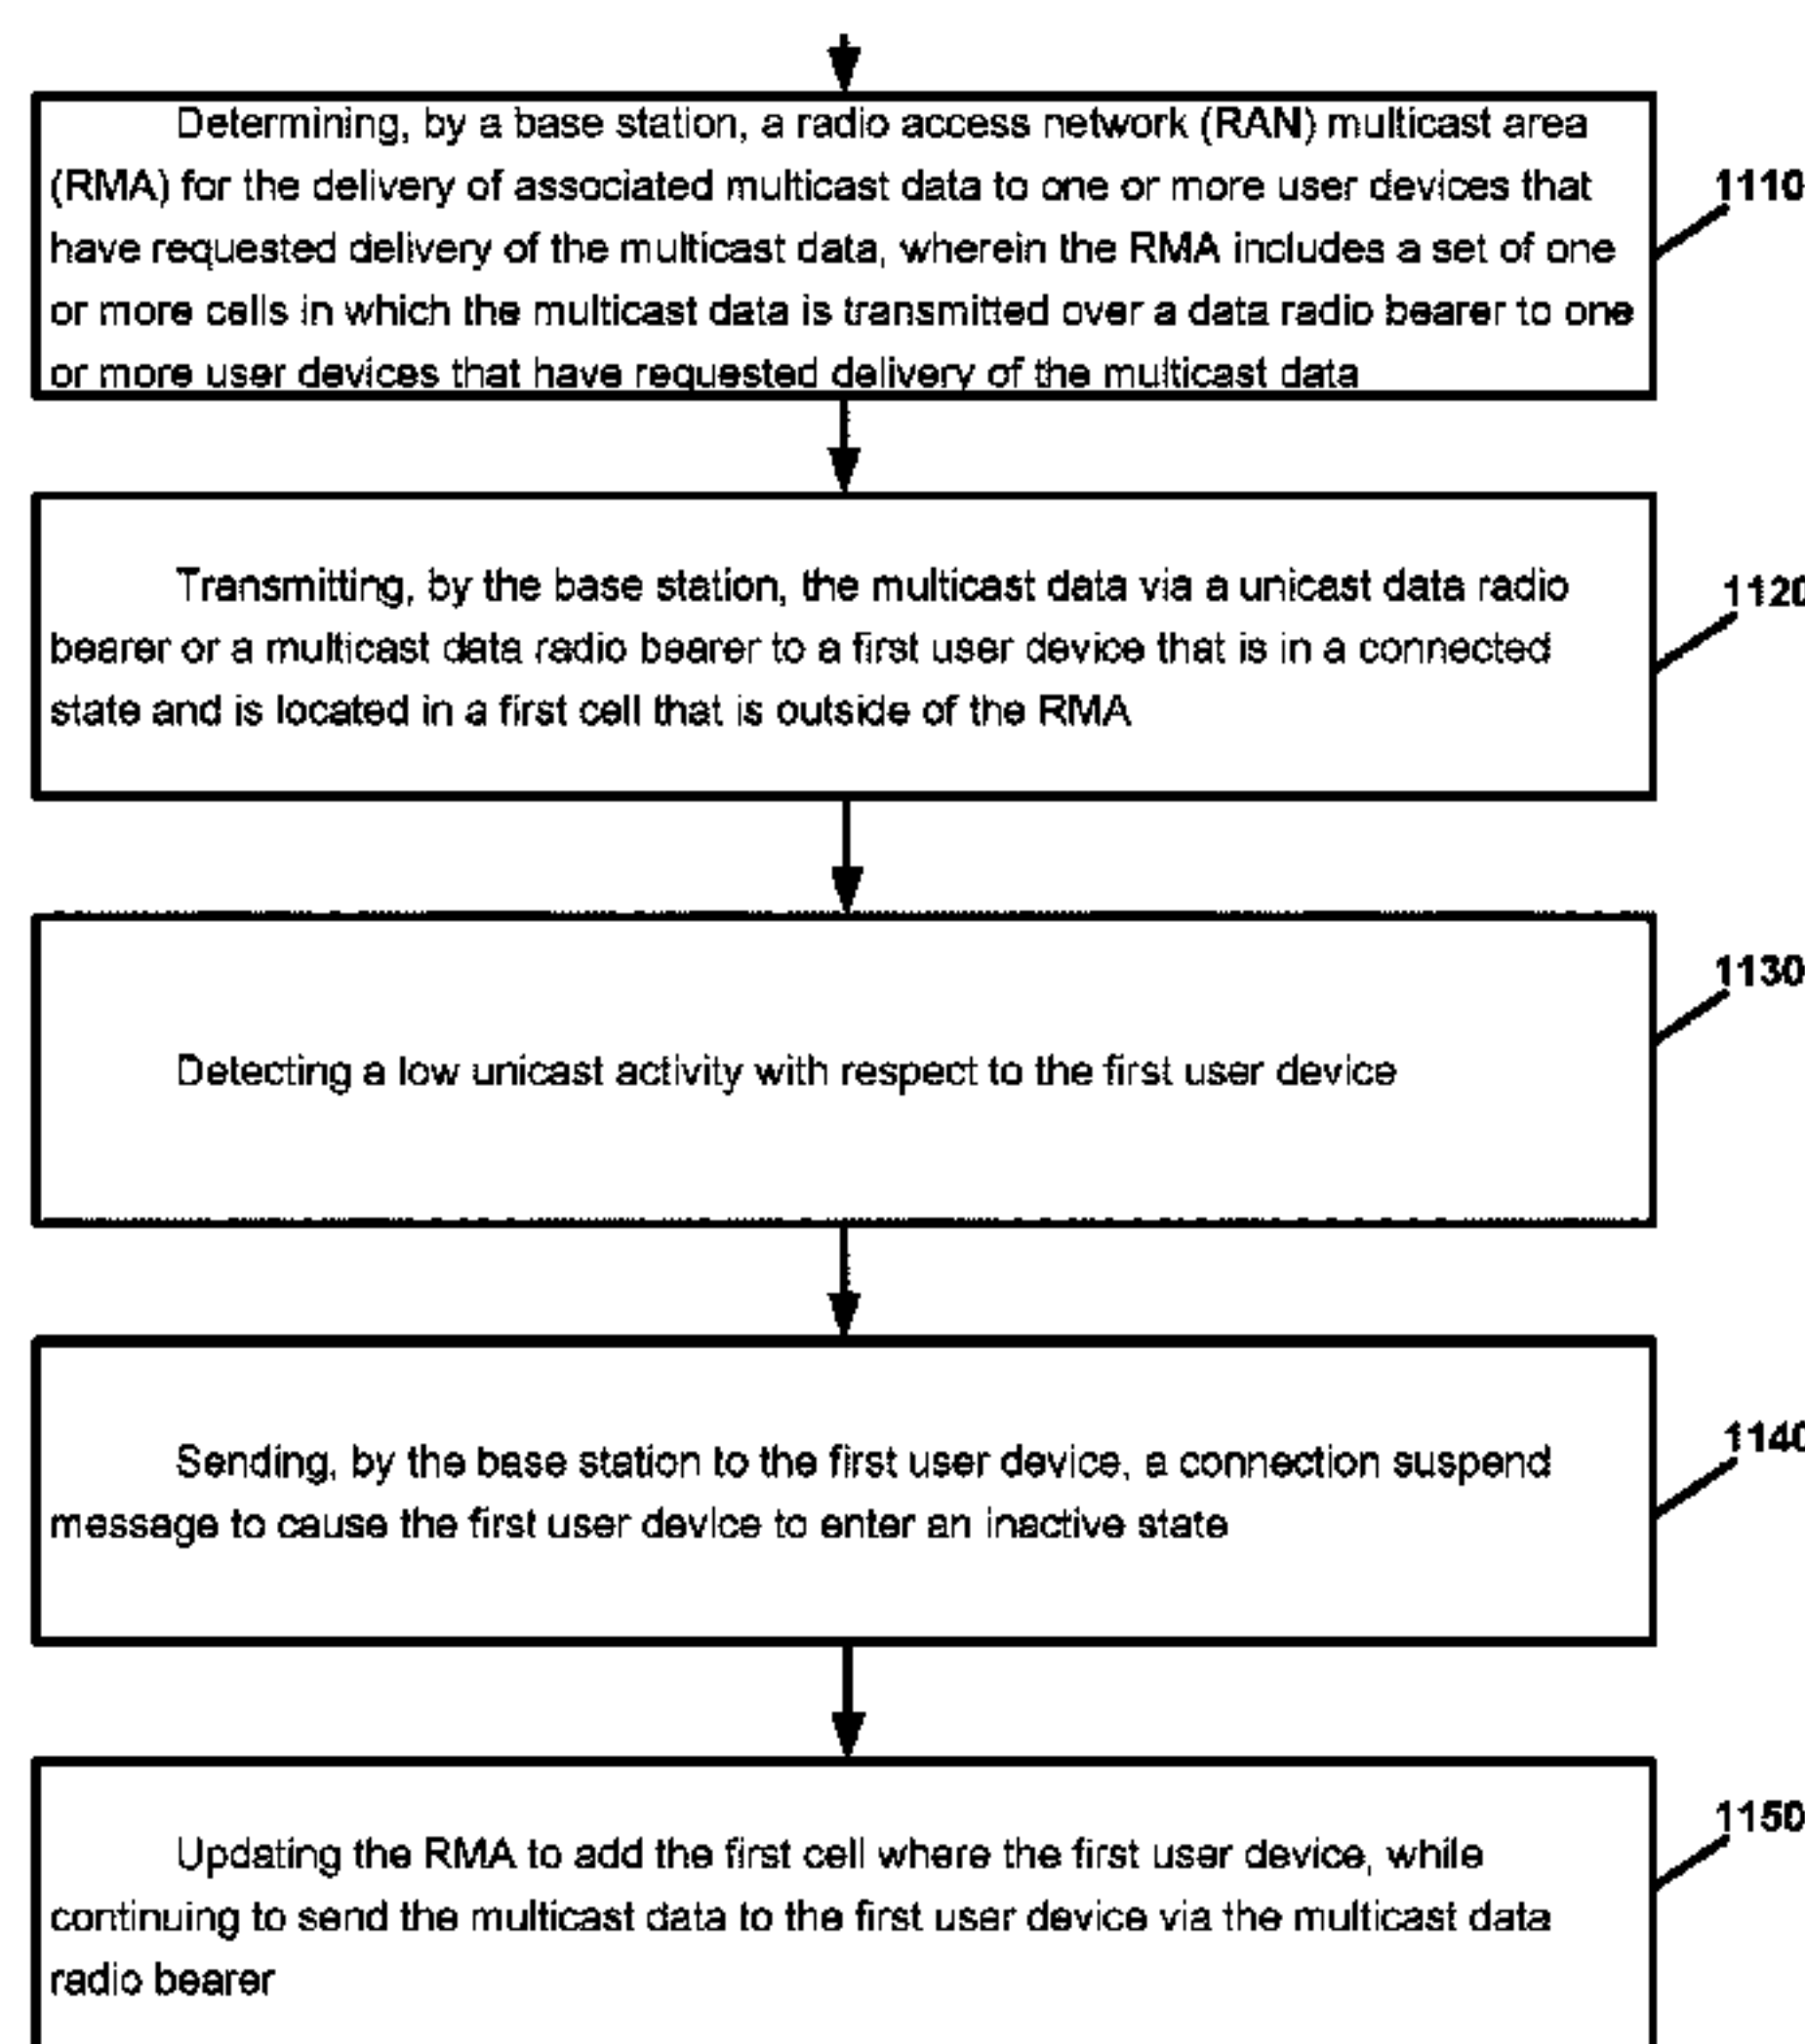 Determining, by a base station, a radio access network (RAN) multicast area
(RMA) for the delivery of associated multicast data to one or more user devices that
have requested delivery of the multicast data, wherein the RMA includes a set of one
or more cells in which the multicast data is transmitted over a data radio bearer to one
or more user devices that have requested delivery of the multicast data
1110
Transmitting, by the base station, the multicast data via a unicast data radio
bearer or a multicast data radio bearer to a first user device that is in a connected
state and is located in a first cell that is outside of the RMA
1120
Detecting a low unicast activity with respect to the first user device
1130
Sending, by the base station to the first user device, a connection suspend
message to cause the first user device to enter an inactive state
1140
Updating the RMA to add the first cell where the first user device, while
continuing to send the multicast data to the first user device via the multicast data
radio bearer
1150